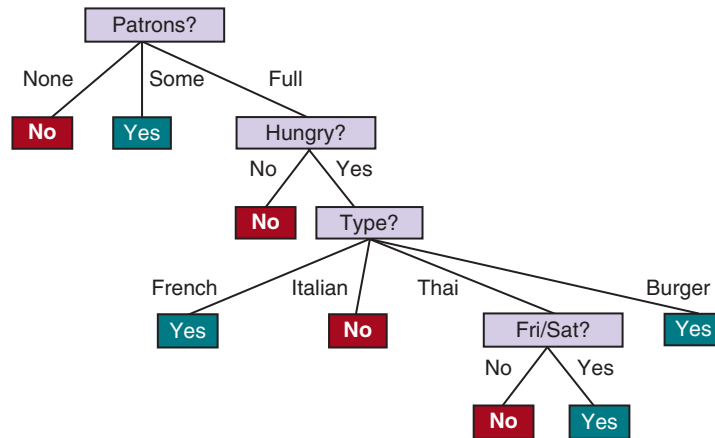 Patrons?
None Some Full
No Yes Hungry?
No Yes
No Type?
French Italian Thai Burger
Yes No Fri/Sat? Yes
No Yes
No Yes